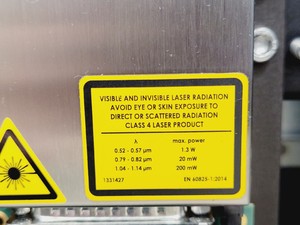 VISIBLE AND INVISIBLE LASER RADIATION
AVOID EYE OR SKIN EXPOSURE TO
DIRECT OR SCATTERED RADIATION
CLASS 4 LASER PRODUCT
λ max. power
0.52 - 0.57 µm 1.3 W
0.79 - 0.82 µm 20 mW
1.04 - 1.14 µm 200 mW
1331427 EN 60825-1:2014